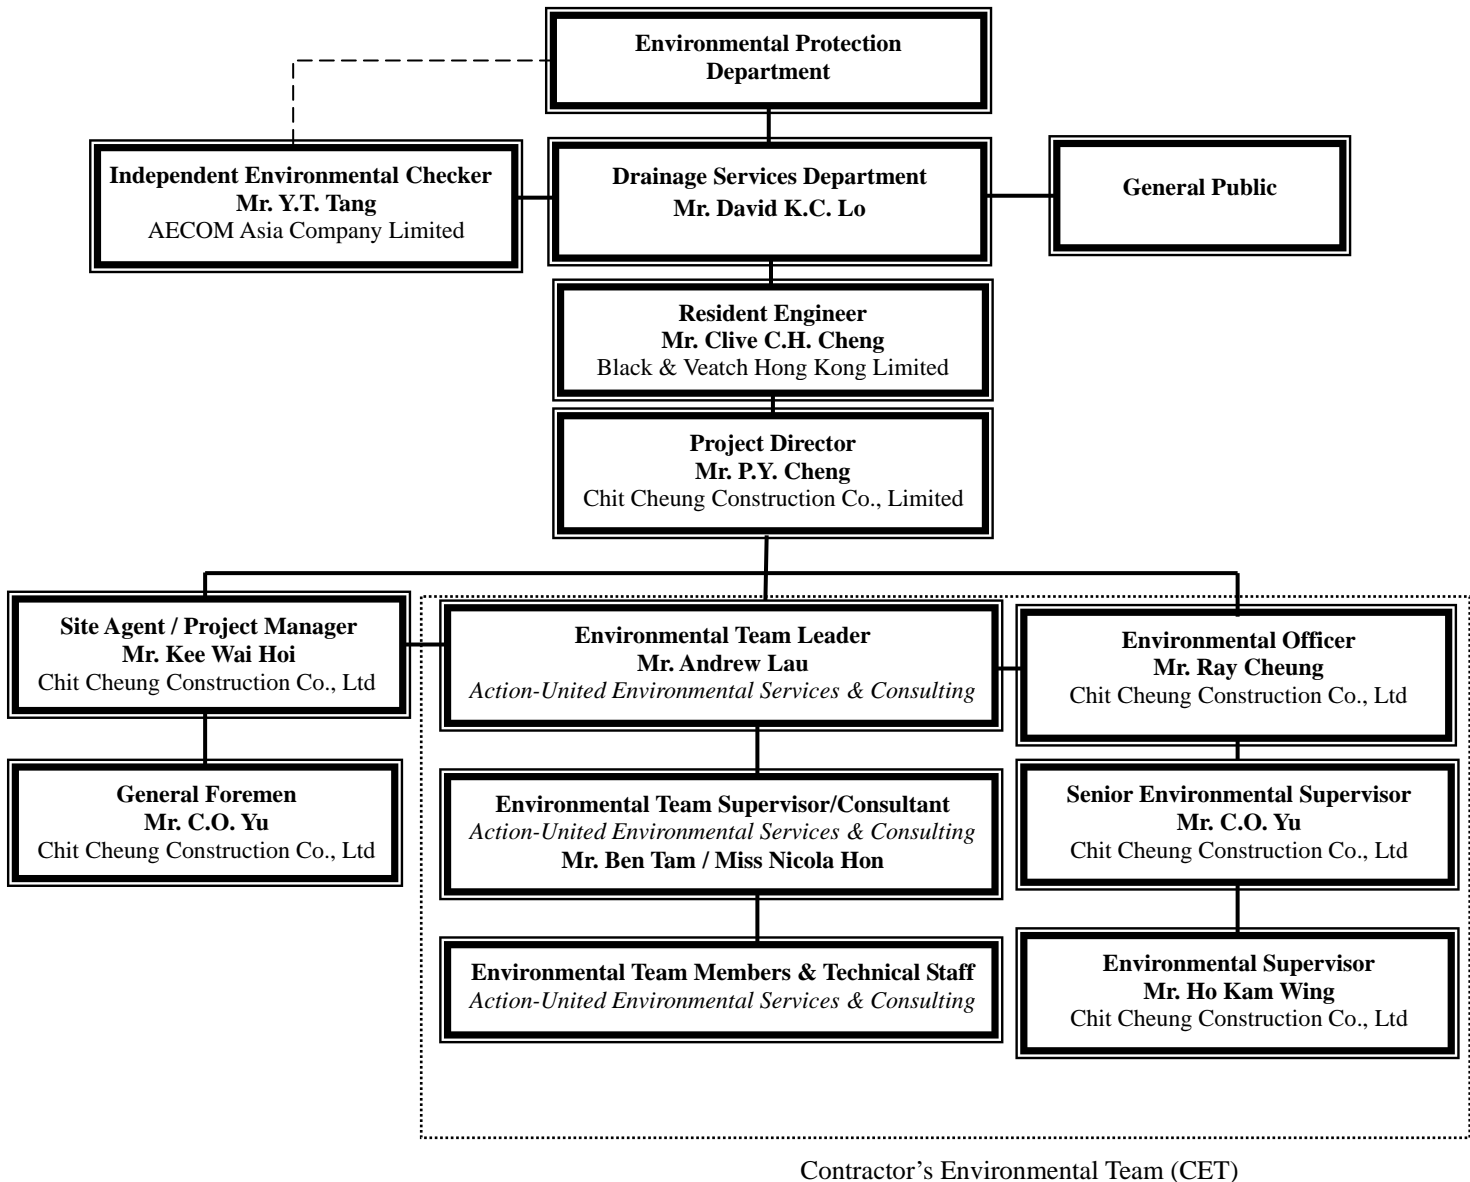 Environmental Protection
Department
Independent Environmental Checker
Mr. Y.T. Tang
AECOM Asia Company Limited
Drainage Services Department
Mr. David K.C. Lo
General Public
Resident Engineer
Mr. Clive C.H. Cheng
Black & Veatch Hong Kong Limited
Project Director
Mr. P.Y. Cheng
Chit Cheung Construction Co., Limited
Site Agent / Project Manager
Mr. Kee Wai Hoi
Chit Cheung Construction Co., Ltd
Environmental Team Leader
Mr. Andrew Lau
Action-United Environmental Services & Consulting
Environmental Officer
Mr. Ray Cheung
Chit Cheung Construction Co., Ltd
General Foremen
Mr. C.O. Yu
Chit Cheung Construction Co., Ltd
Environmental Team Supervisor/Consultant
Action-United Environmental Services & Consulting
Mr. Ben Tam / Miss Nicola Hon
Senior Environmental Supervisor
Mr. C.O. Yu
Chit Cheung Construction Co., Ltd
Environmental Team Members & Technical Staff
Action-United Environmental Services & Consulting
Environmental Supervisor
Mr. Ho Kam Wing
Chit Cheung Construction Co., Ltd
Contractor’s Environmental Team (CET)